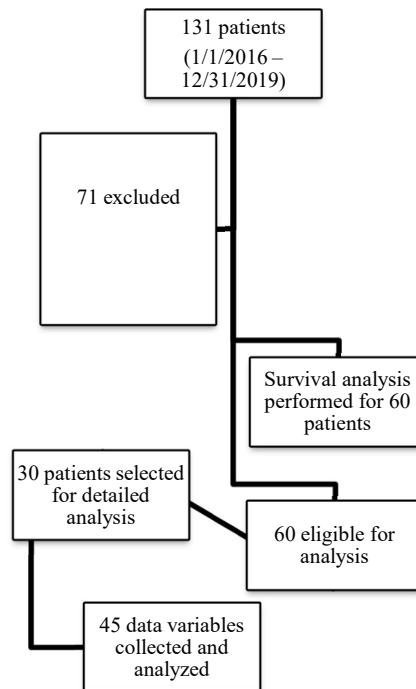 131 patients
(1/1/2016 –
12/31/2019)
71 excluded
Survival analysis
performed for 60
patients
30 patients selected
for detailed
analysis
60 eligible for
analysis
45 data variables
collected and
analyzed